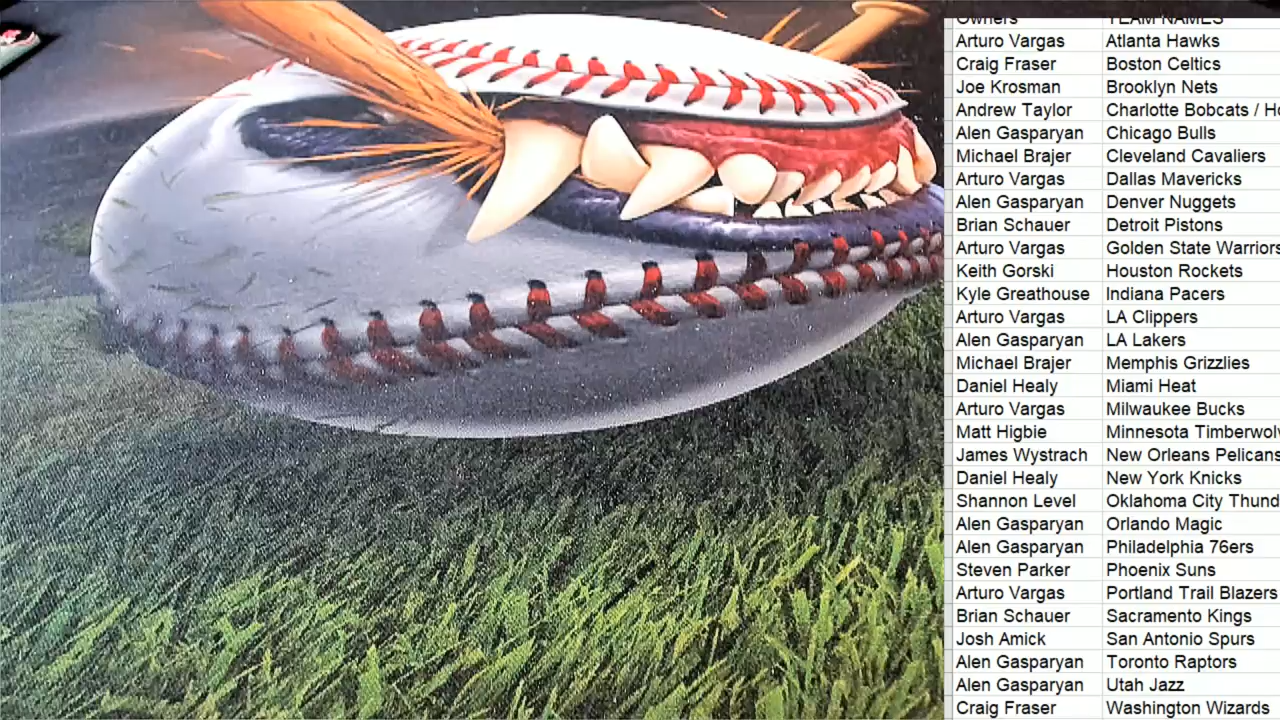 Owners TEAM NAMES
Arturo Vargas Atlanta Hawks
Craig Fraser Boston Celtics
Joe Krosman Brooklyn Nets
Andrew Taylor Charlotte Bobcats / Ho
Alen Gasparyan Chicago Bulls
Michael Brajer Cleveland Cavaliers
Arturo Vargas Dallas Mavericks
Alen Gasparyan Denver Nuggets
Brian Schauer Detroit Pistons
Arturo Vargas Golden State Warriors
Keith Gorski Houston Rockets
Kyle Greathouse Indiana Pacers
Arturo Vargas LA Clippers
Alen Gasparyan LA Lakers
Michael Brajer Memphis Grizzlies
Daniel Healy Miami Heat
Arturo Vargas Milwaukee Bucks
Matt Higbie Minnesota Timberwolv
James Wystrach New Orleans Pelicans
Daniel Healy New York Knicks
Shannon Level Oklahoma City Thund
Alen Gasparyan Orlando Magic
Alen Gasparyan Philadelphia 76ers
Steven Parker Phoenix Suns
Arturo Vargas Portland Trail Blazers
Brian Schauer Sacramento Kings
Josh Amick San Antonio Spurs
Alen Gasparyan Toronto Raptors
Alen Gasparyan Utah Jazz
Craig Fraser Washington Wizards